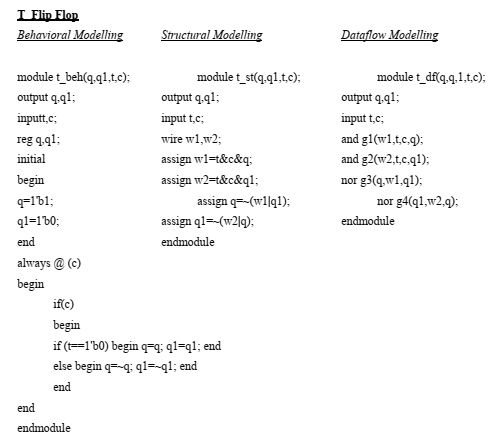 T Flip Flop
Behavioral Modelling
module t_beh(q,q1,t,c);
output q,q1;
inputt,c;
reg q,q1;
initial
begin
q=1'b1;
q1=1'b0;
end
always @ (c)
begin
if(c)
begin
if (t==1'b0) begin q=q; q1=q1; end
else begin q=~q; q1=~q1; end
end
end
endmodule
Structural Modelling
module t_st(q,q1,t,c);
output q,q1;
input t,c;
wire w1,w2;
assign w1=t&c&q;
assign w2=t&c&q1;
assign q=~(w1|q1);
assign q1=~(w2|q);
endmodule
Dataflow Modelling
module t_df(q,q,1,t,c);
output q,q1;
input t,c;
and g1(w1,t,c,q);
and g2(w2,t,c,q1);
nor g3(q,w1,q1);
nor g4(q1,w2,q);
endmodule